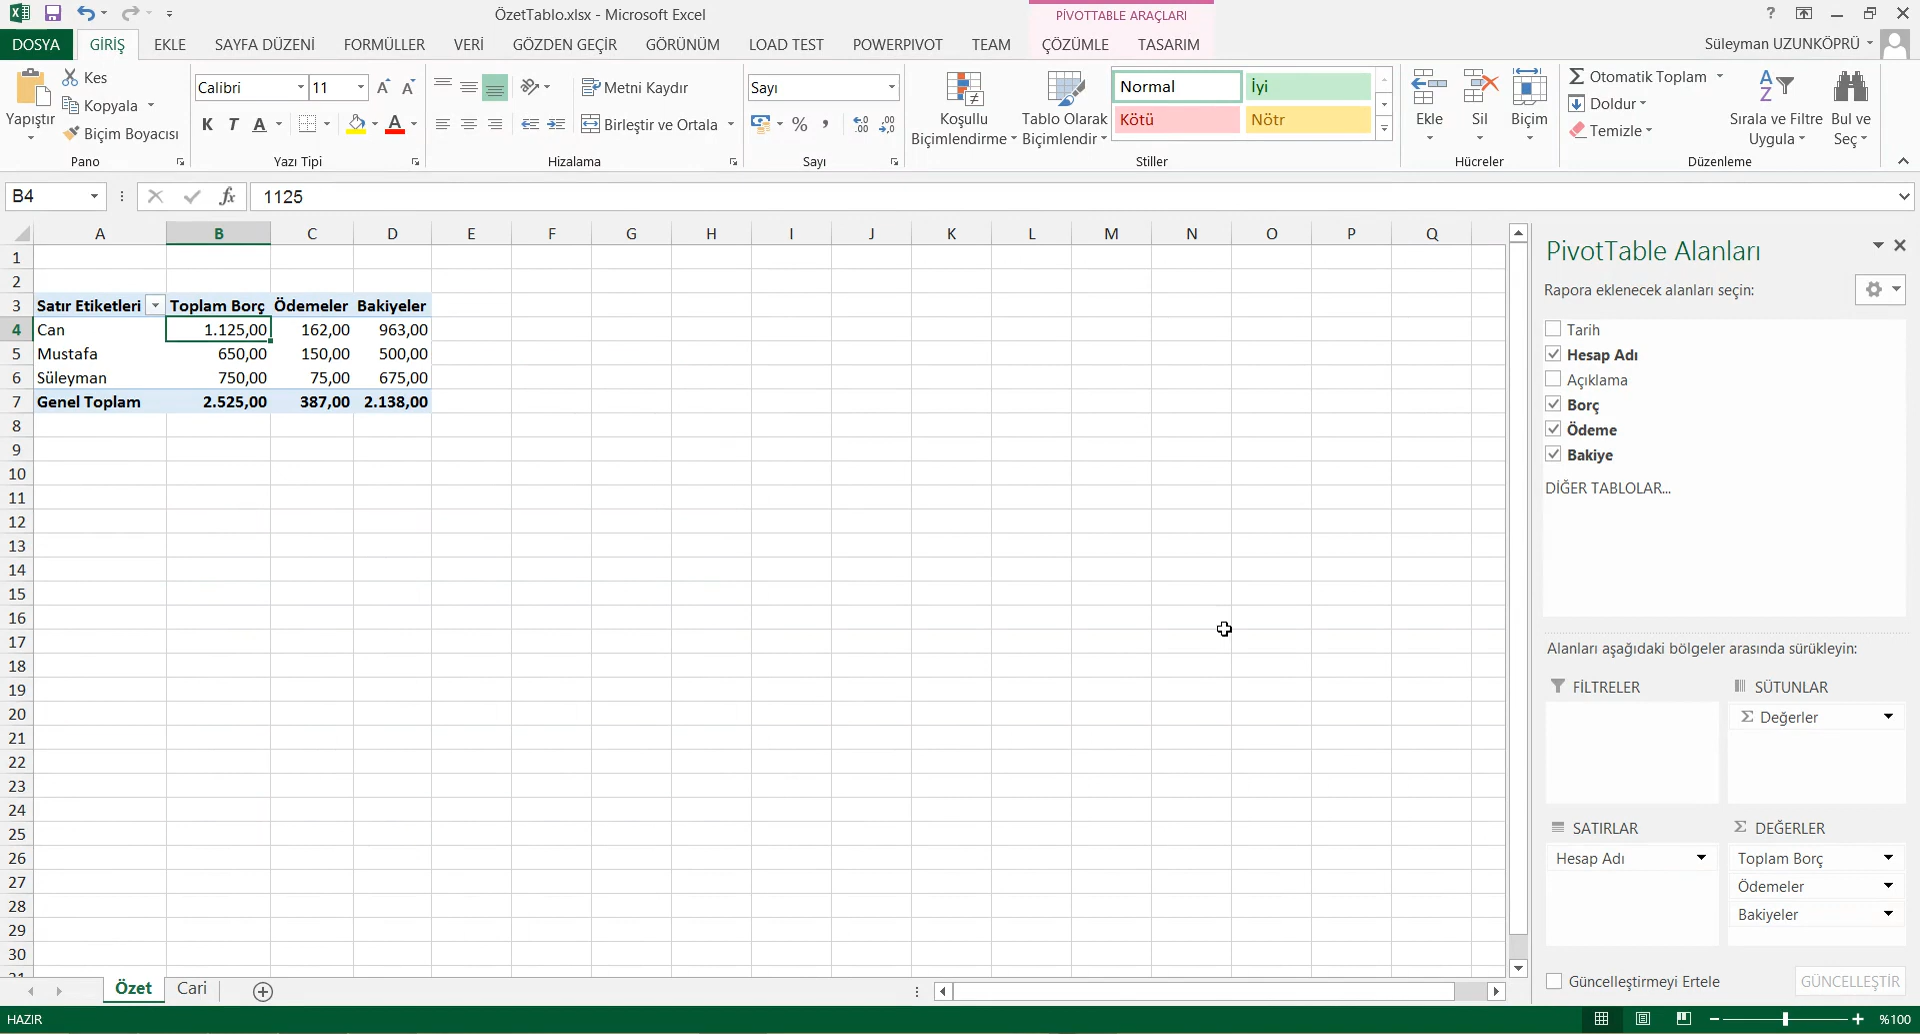 ÖzetTablo.xlsx - Microsoft Excel
PİVOTTABLE ARAÇLARI
DOSYA GİRİŞ EKLE SAYFA DÜZENİ FORMÜLLER VERİ GÖZDEN GEÇİR GÖRÜNÜM LOAD TEST POWERPIVOT TEAM ÇÖZÜMLE TASARIM
Süleyman UZUNKÖPRÜ
Yapıştır
Kes
Kopyala
Biçim Boyacısı
Pano
Calibri 11
K T A
Yazı Tipi
Metni Kaydır
Birleştir ve Ortala
Hizalama
Sayı
Sayı
Koşullu
Biçimlendirme
Tablo Olarak
Biçimlendir
Normal İyi
Kötü Nötr
Stiller
Ekle Sil Biçim
Hücreler
Otomatik Toplam
Doldur
Temizle
Sırala ve Filtre
Uygula
Bul ve
Seç
Düzenleme
B4 fx 1125
A B C D E F G H I J K L M N O P Q
1
2
3 Satır Etiketleri Toplam Borç Ödemeler Bakiyeler
4 Can 1.125,00 162,00 963,00
5 Mustafa 650,00 150,00 500,00
6 Süleyman 750,00 75,00 675,00
7 Genel Toplam 2.525,00 387,00 2.138,00
8
9
10
11
12
13
14
15
16
17
18
19
20
21
22
23
24
25
26
27
28
29
30
31
PivotTable Alanları
Rapora eklenecek alanları seçin:
Tarih
Hesap Adı
Açıklama
Borç
Ödeme
Bakiye
DİĞER TABLOLAR...
Alanları aşağıdaki bölgeler arasında sürükleyin:
FİLTRELER
SÜTUNLAR
Σ Değerler
SATIRLAR
Hesap Adı
Σ DEĞERLER
Toplam Borç
Ödemeler
Bakiyeler
Güncelleştirmeyi Ertele
GÜNCELLEŞTİR
Özet Cari
HAZIR
%100